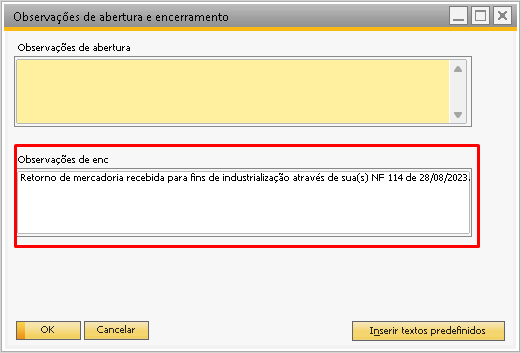 Observações de abertura e encerramento
Observações de abertura
Observações de enc
Retorno de mercadoria recebida para fins de industrialização através de sua(s) NF 114 de 28/08/2023.
OK
Cancelar
Inserir textos predefinidos